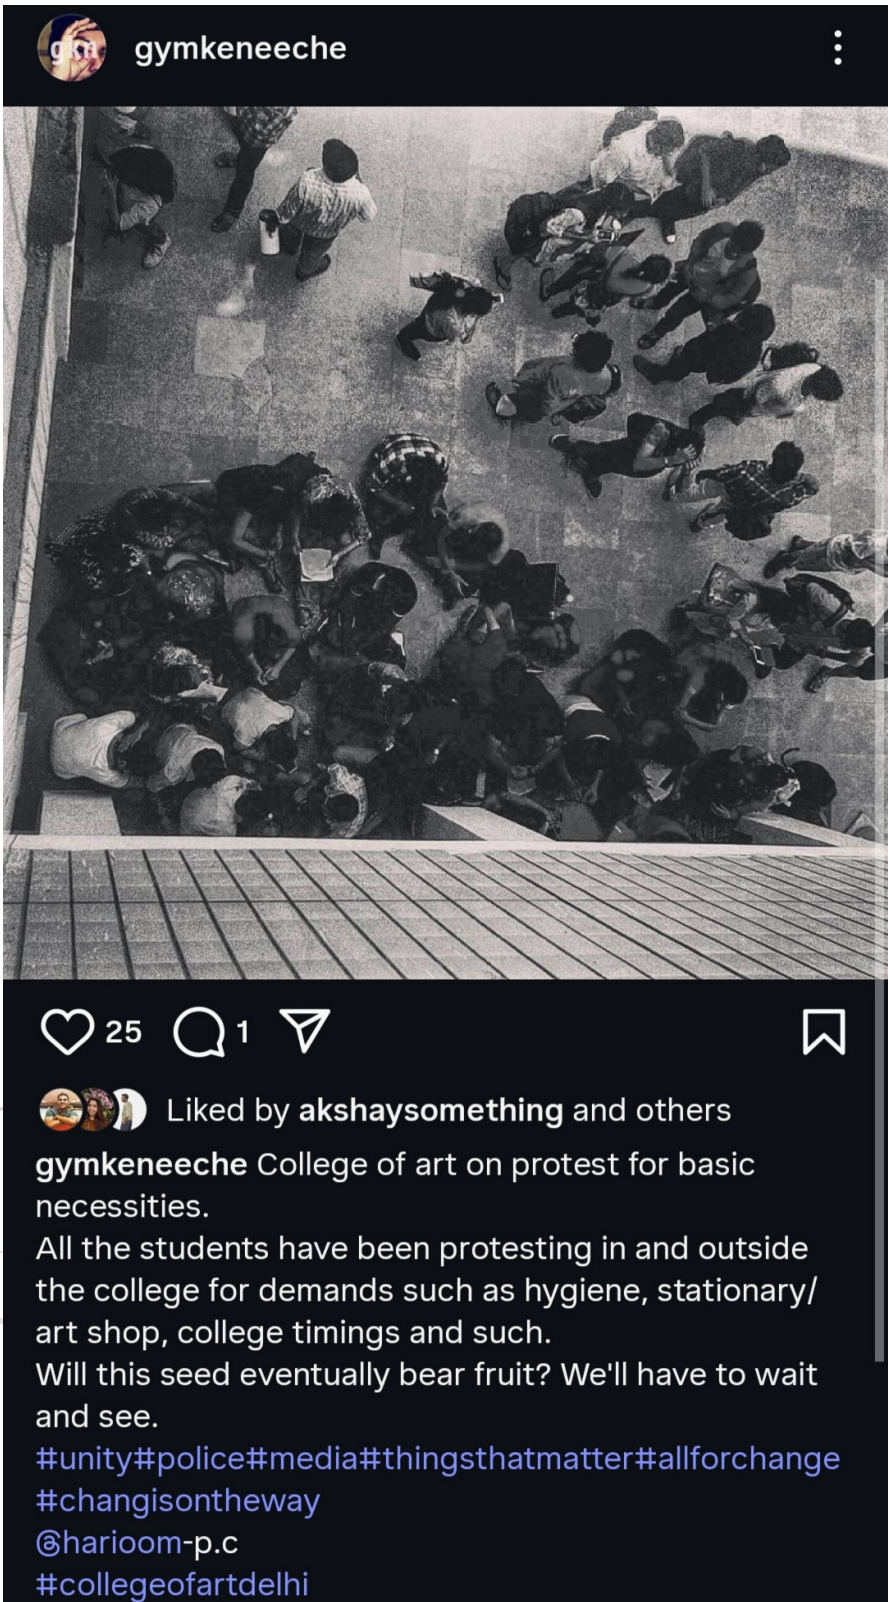 gkn
gymkeneeche
25
1
Liked by akshaysomething and others
gymkeneeche College of art on protest for basic
necessities.
All the students have been protesting in and outside
the college for demands such as hygiene, stationary/
art shop, college timings and such.
Will this seed eventually bear fruit? We'll have to wait
and see.
#unity#police#media#thingsthatmatter#allforchange
#changisontheway
@harioom-p.c
#collegeofartdelhi